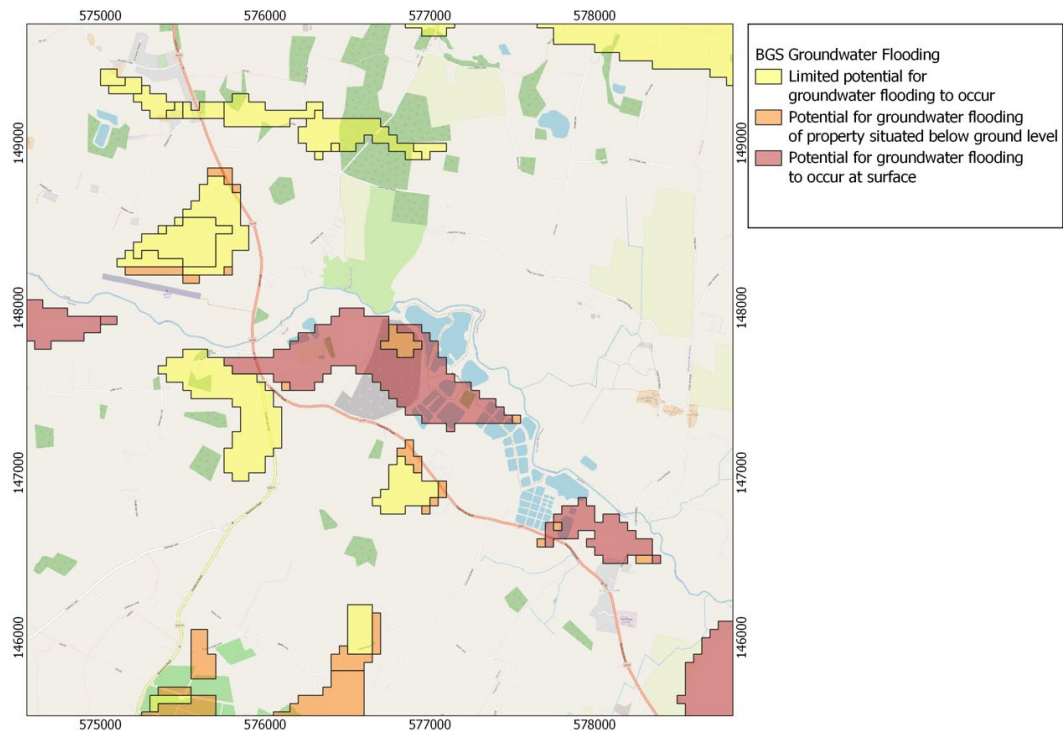 575000 576000 577000 578000
BGS Groundwater Flooding
Limited potential for
groundwater flooding to occur
Potential for groundwater flooding
of property situated below ground level
Potential for groundwater flooding
to occur at surface
149000 149000
148000 148000
147000 147000
146000 146000
575000 576000 577000 578000